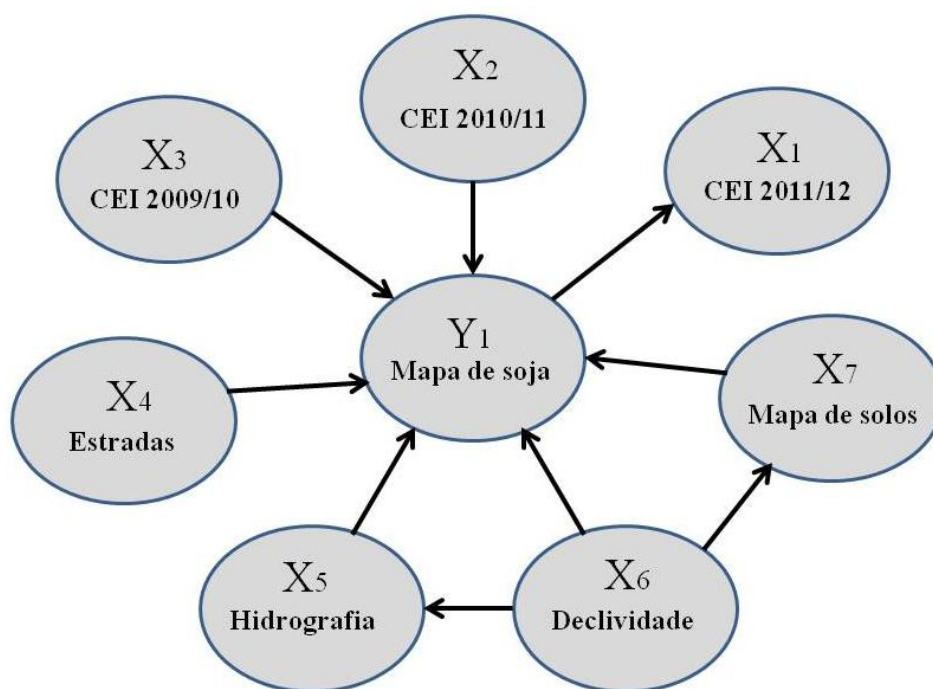 X2
CEI 2010/11
X3
CEI 2009/10
X1
CEI 2011/12
Y1
Mapa de soja
X4
Estradas
X7
Mapa de solos
X5
Hidrografia
X6
Declividade